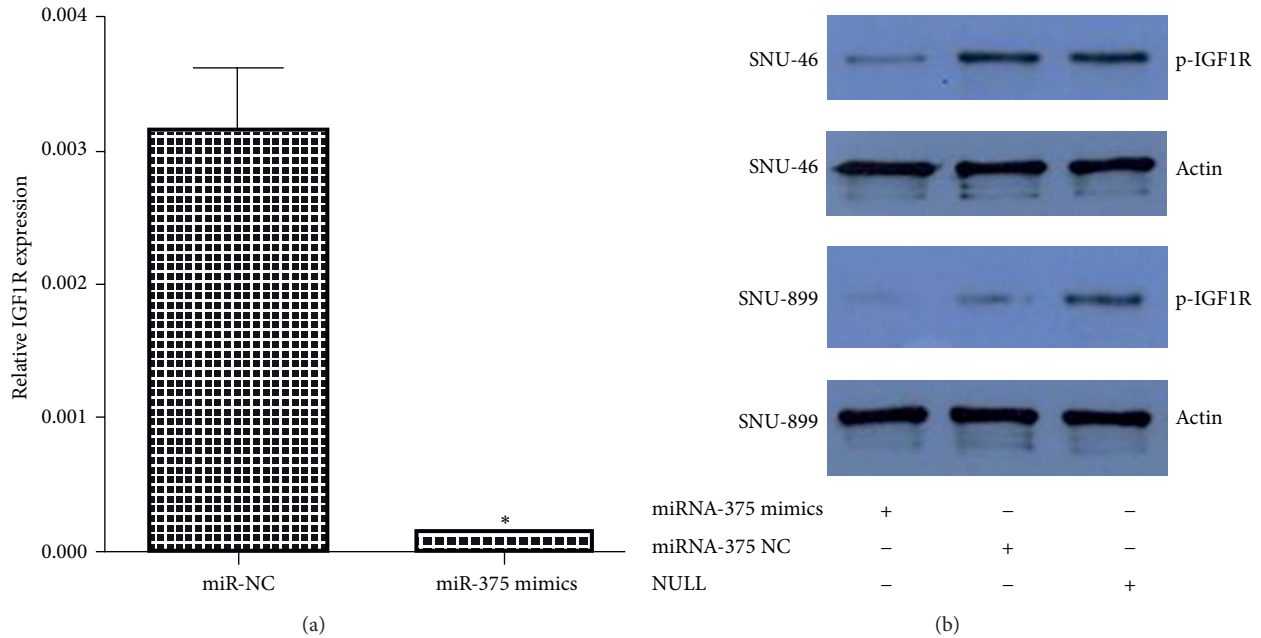 0.004
0.003
0.002
0.001
0.000
Relative IGF1R expression
*
miR-NC
miR-375 mimics
(a)
SNU-46 p-IGF1R
SNU-46 Actin
SNU-899 p-IGF1R
SNU-899 Actin
miRNA-375 mimics + − −
miRNA-375 NC − + −
NULL − − +
(b)